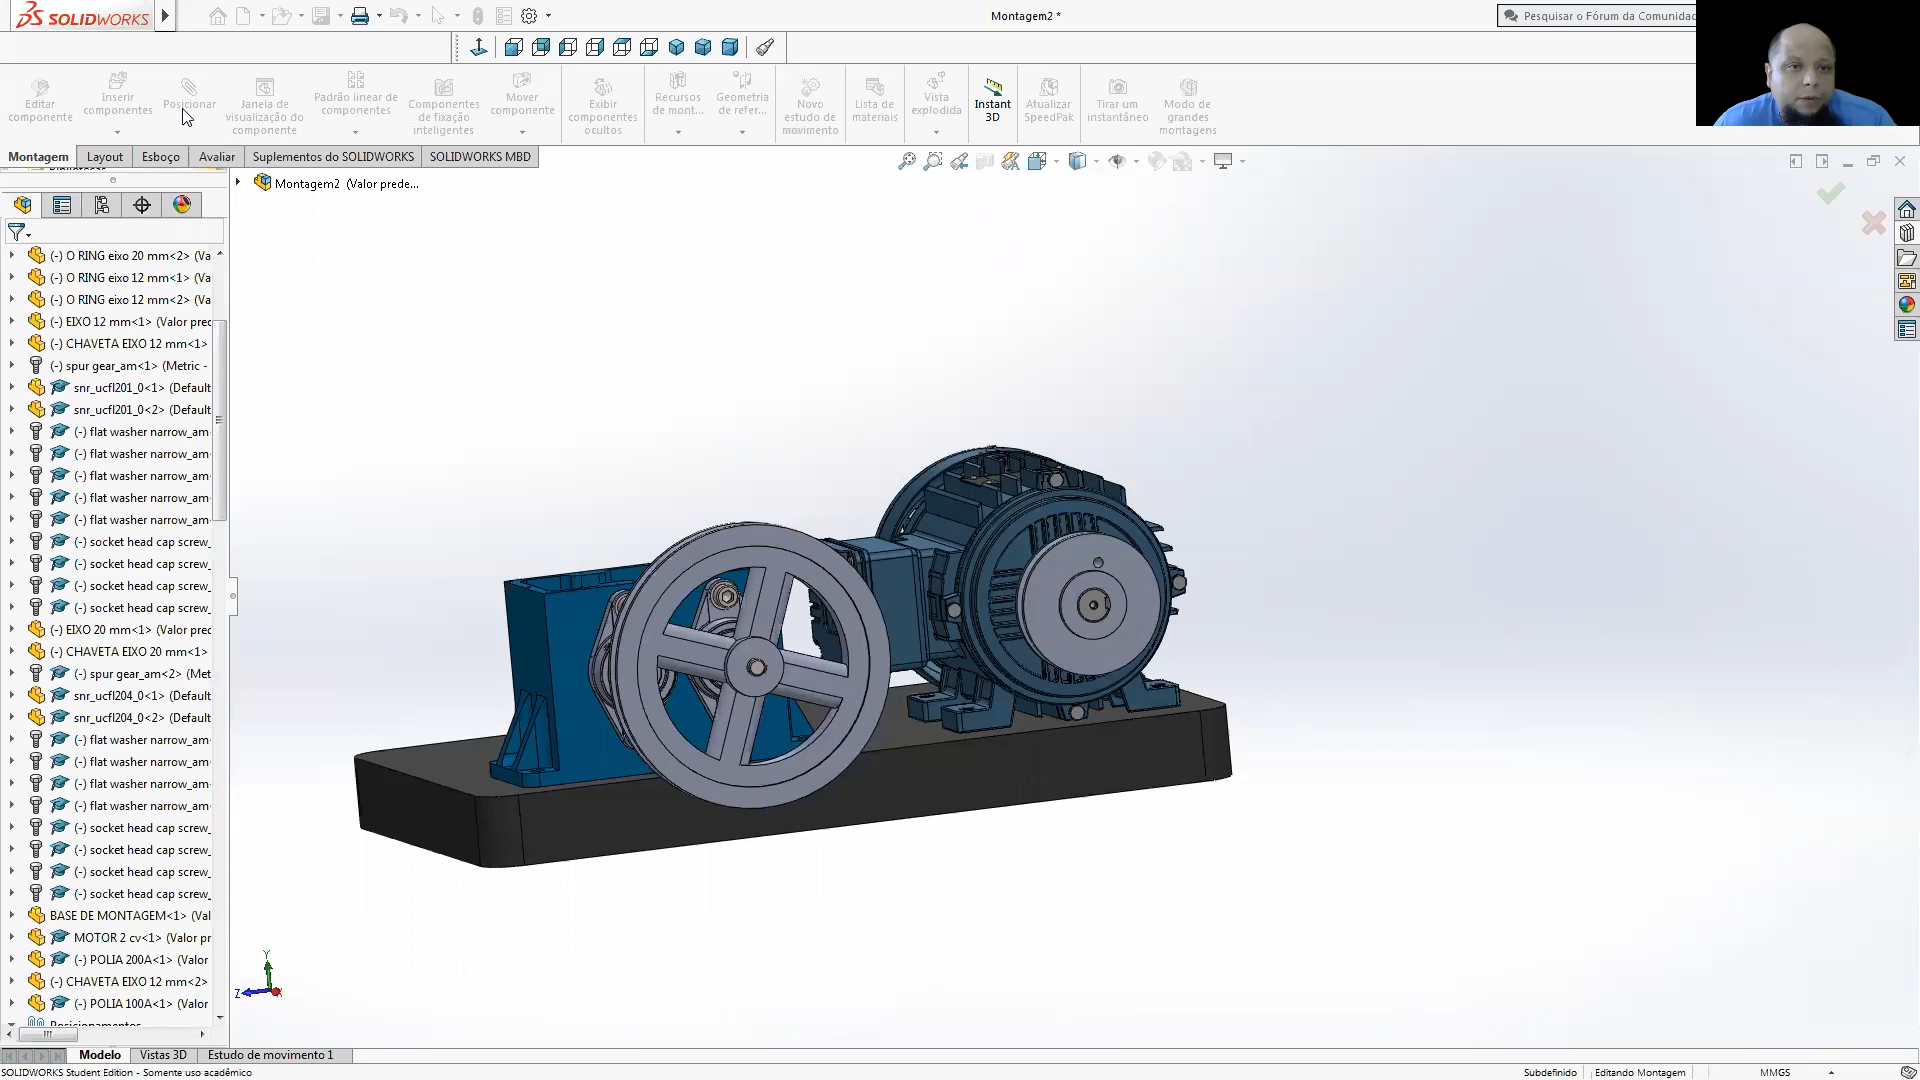 SOLIDWORKS
Montagem2 *
Pesquisar o Fórum da Comunidad
Editar componente
Inserir componentes
Posicionar
Janela de visualização do componente
Padrão linear de componentes
Componentes de fixação inteligentes
Mover componente
Exibir componentes ocultos
Recursos de mont...
Geometria de refer...
Novo estudo de movimento
Lista de materiais
Vista explodida
Instant 3D
Atualizar SpeedPak
Tirar um instantâneo
Modo de grandes montagens
Montagem
Layout
Esboço
Avaliar
Suplementos do SOLIDWORKS
SOLIDWORKS MBD
Montagem2 (Valor prede...
(-) O RING eixo 20 mm<2> (Va
(-) O RING eixo 12 mm<1> (Va
(-) O RING eixo 12 mm<2> (Va
(-) EIXO 12 mm<1> (Valor prec
(-) CHAVETA EIXO 12 mm<1>
(-) spur gear_am<1> (Metric -
snr_ucfl201_0<1> (Default
snr_ucfl201_0<2> (Default
(-) flat washer narrow_am
(-) flat washer narrow_am
(-) flat washer narrow_am
(-) flat washer narrow_am
(-) flat washer narrow_am
(-) socket head cap screw_
(-) socket head cap screw_
(-) socket head cap screw_
(-) socket head cap screw_
(-) EIXO 20 mm<1> (Valor prec
(-) CHAVETA EIXO 20 mm<1>
(-) spur gear_am<2> (Met
snr_ucfl204_0<1> (Default
snr_ucfl204_0<2> (Default
(-) flat washer narrow_am
(-) flat washer narrow_am
(-) flat washer narrow_am
(-) flat washer narrow_am
(-) socket head cap screw_
(-) socket head cap screw_
(-) socket head cap screw_
(-) socket head cap screw_
BASE DE MONTAGEM<1> (Val
MOTOR 2 cv<1> (Valor pr
(-) POLIA 200A<1> (Valor
(-) CHAVETA EIXO 12 mm<2>
(-) POLIA 100A<1> (Valor
Posicionamentos
Y
Z
Modelo
Vistas 3D
Estudo de movimento 1
SOLIDWORKS Student Edition - Somente uso acadêmico
Subdefinido
Editando Montagem
MMGS